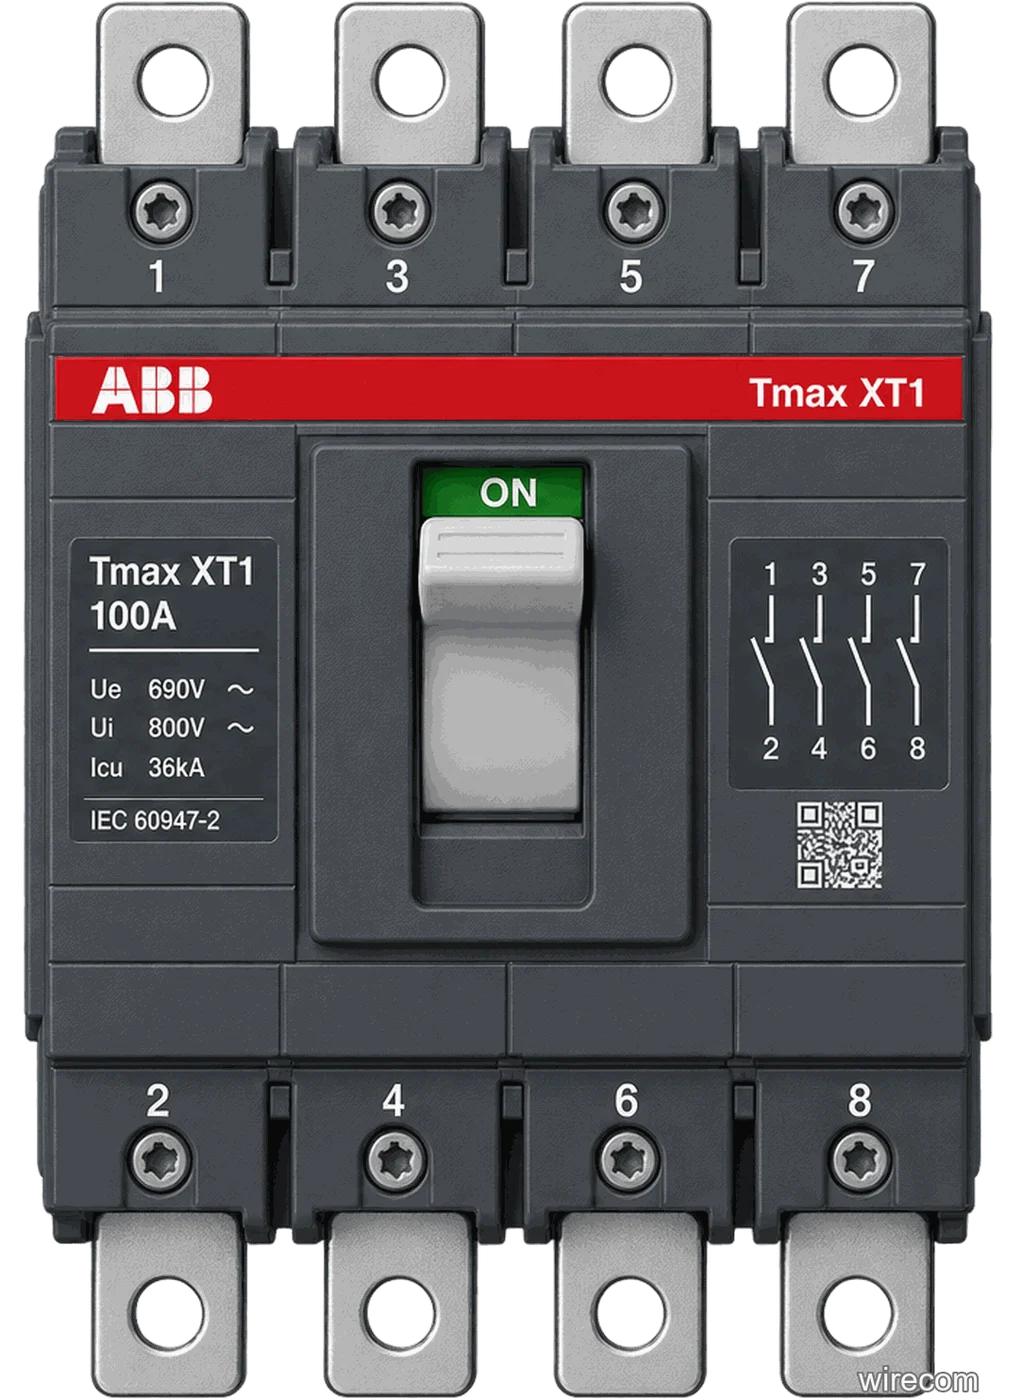 1 3 5 7
ABB Tmax XT1
ON
Tmax XT1
100A
Ue 690V ~
Ui 800V ~
Icu 36kA
IEC 60947-2
1 3 5 7
2 4 6 8
2 4 6 8
wirecom